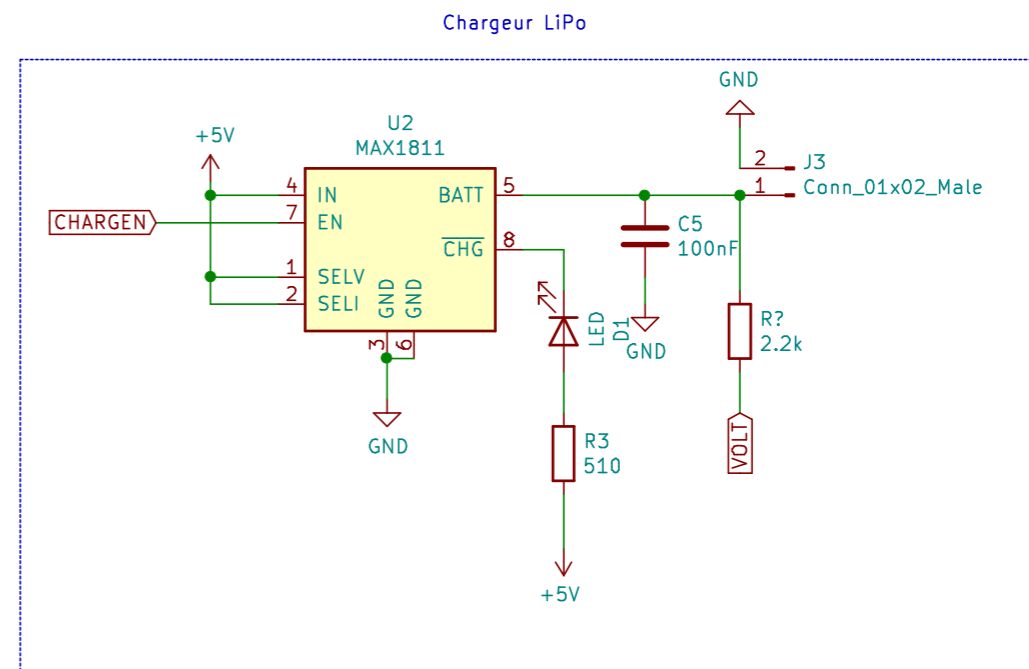 Chargeur LiPo
GND
+5V
U2
MAX1811
2
J3
1
Conn_01x02_Male
4
IN
BATT
5
CHARGEN
7
EN
CHG
8
C5
100nF
1
SELV
2
SELI
GND
GND
3
6
LED
D1
GND
R?
2.2k
VOLT
GND
R3
510
+5V